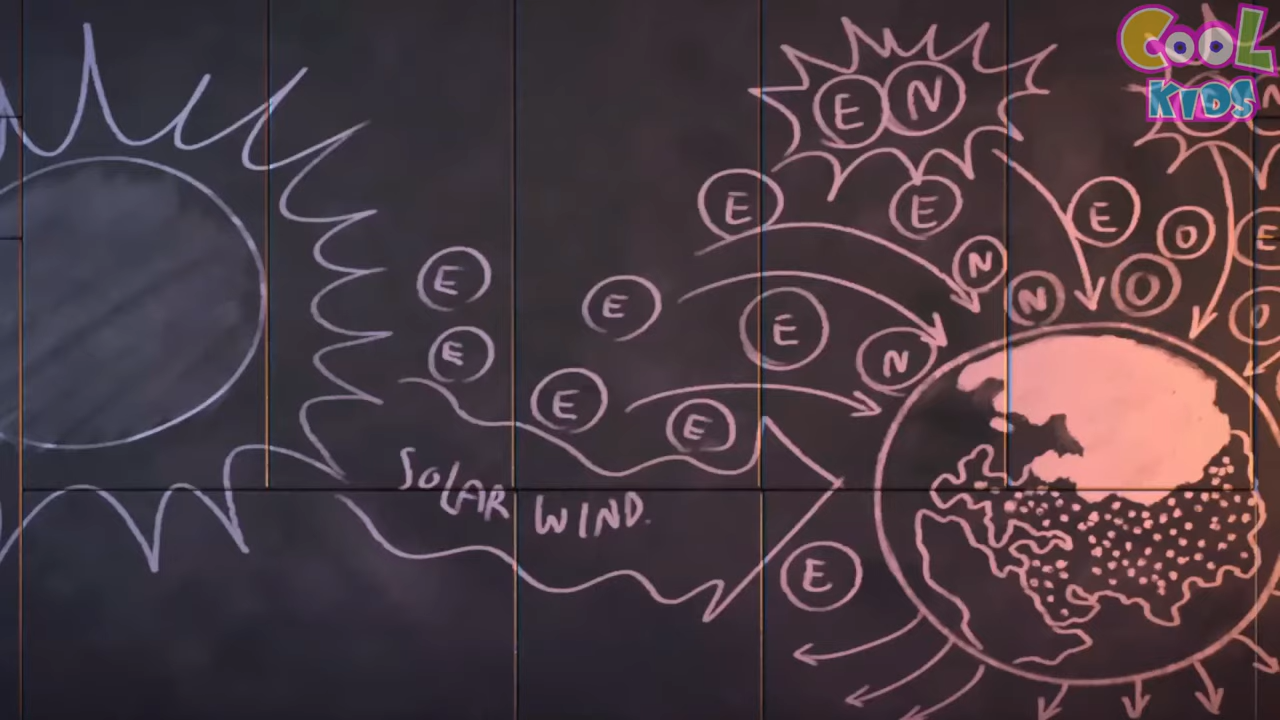 COOL
KIDS
E N
E E E O E
N
E N O O
E E
E N
E
E
SOLAR WIND.
E